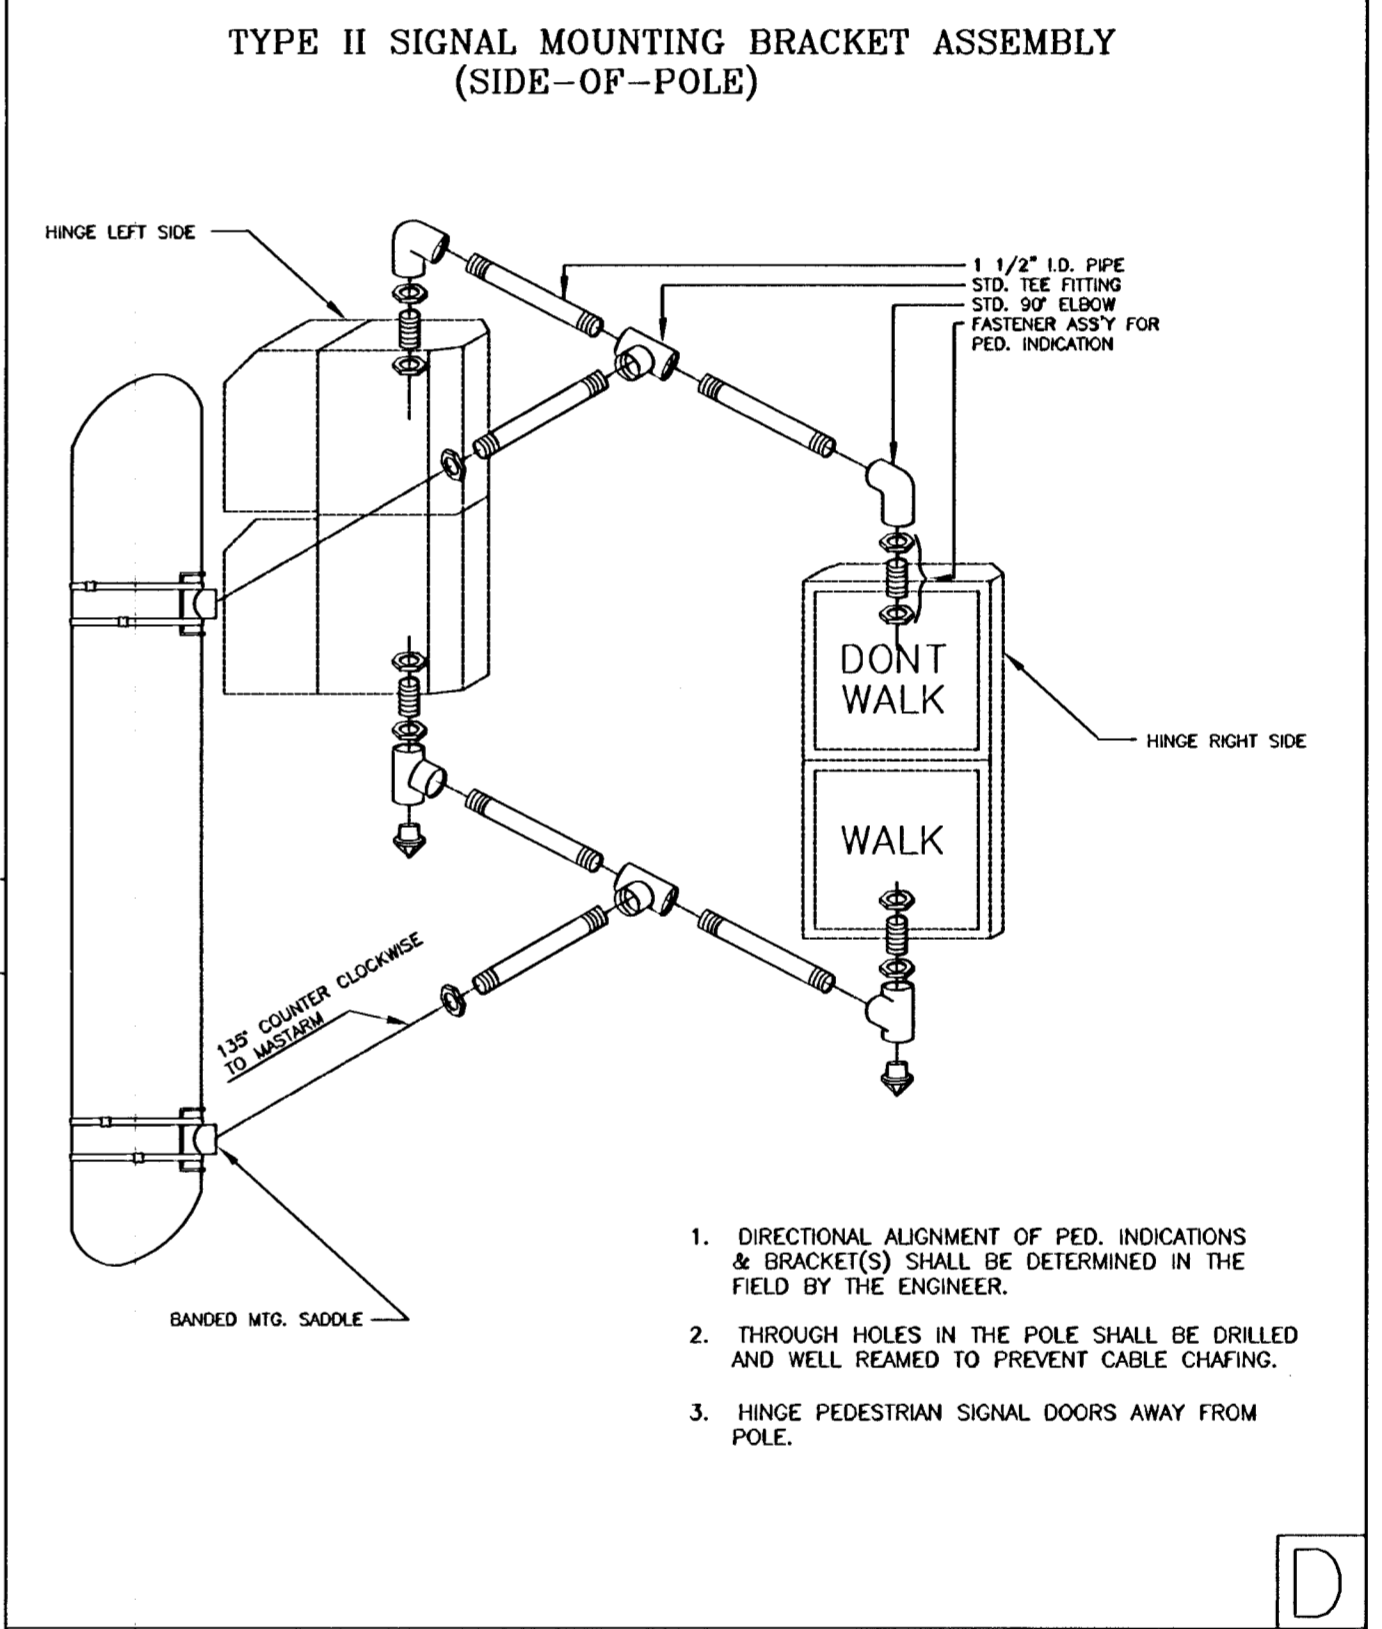 TYPE II SIGNAL MOUNTING BRACKET ASSEMBLY
(SIDE-OF-POLE)
HINGE LEFT SIDE
1 1/2" I.D. PIPE
STD. TEE FITTING
STD. 90° ELBOW
FASTENER ASS'Y FOR
PED. INDICATION
DONT
WALK
HINGE RIGHT SIDE
WALK
135° COUNTER CLOCKWISE
TO MASTARM
BANDED MTG. SADDLE
1. DIRECTIONAL ALIGNMENT OF PED. INDICATIONS
& BRACKET(S) SHALL BE DETERMINED IN THE
FIELD BY THE ENGINEER.
2. THROUGH HOLES IN THE POLE SHALL BE DRILLED
AND WELL REAMED TO PREVENT CABLE CHAFING.
3. HINGE PEDESTRIAN SIGNAL DOORS AWAY FROM
POLE.
D